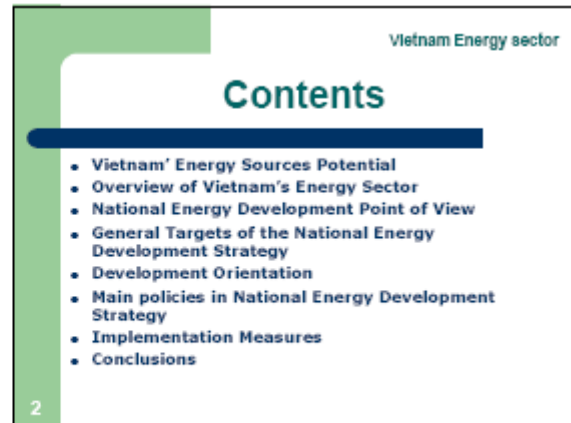 Vietnam Energy sector
Contents
• Vietnam' Energy Sources Potential
• Overview of Vietnam's Energy Sector
• National Energy Development Point of View
• General Targets of the National Energy
Development Strategy
• Development Orientation
• Main policies in National Energy Development
Strategy
• Implementation Measures
• Conclusions
2